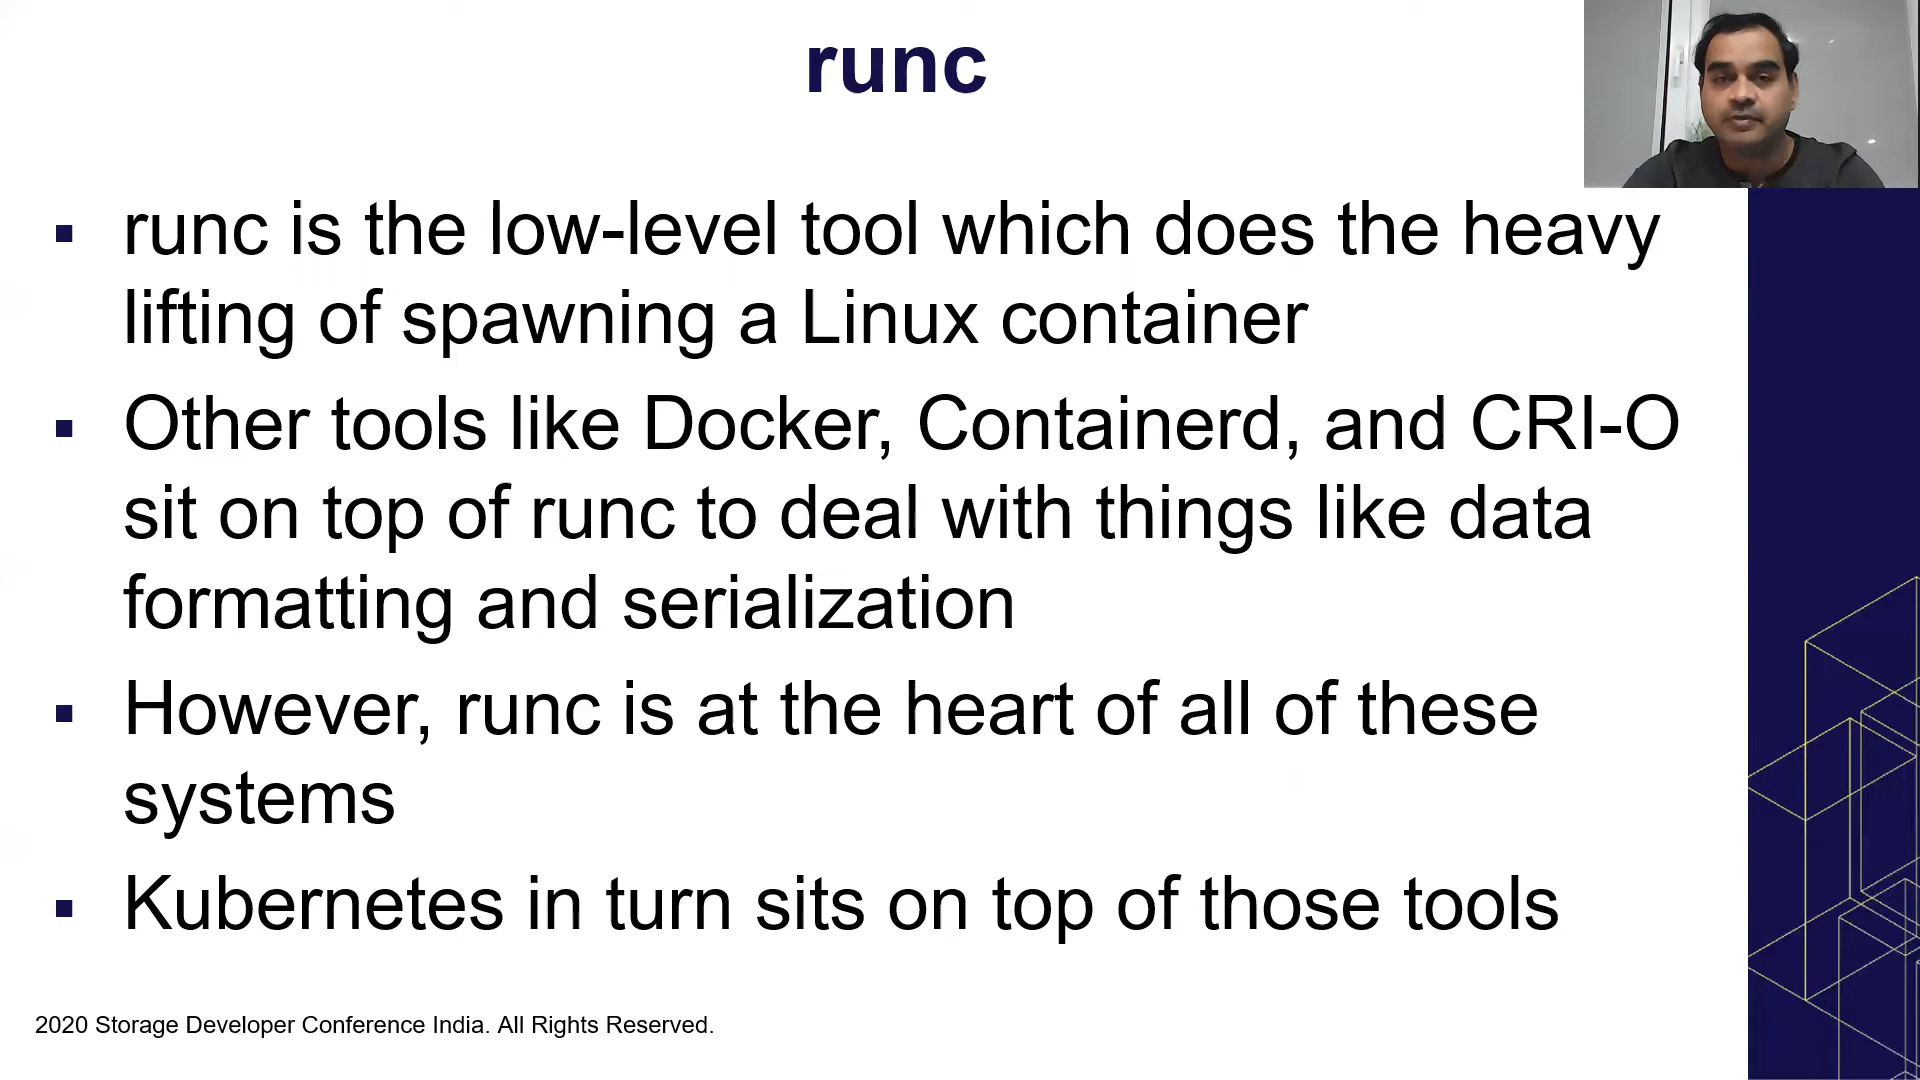 runc
runc is the low-level tool which does the heavy
lifting of spawning a Linux container
Other tools like Docker, Containerd, and CRI-O
sit on top of runc to deal with things like data
formatting and serialization
However, runc is at the heart of all of these
systems
Kubernetes in turn sits on top of those tools
2020 Storage Developer Conference India. All Rights Reserved.